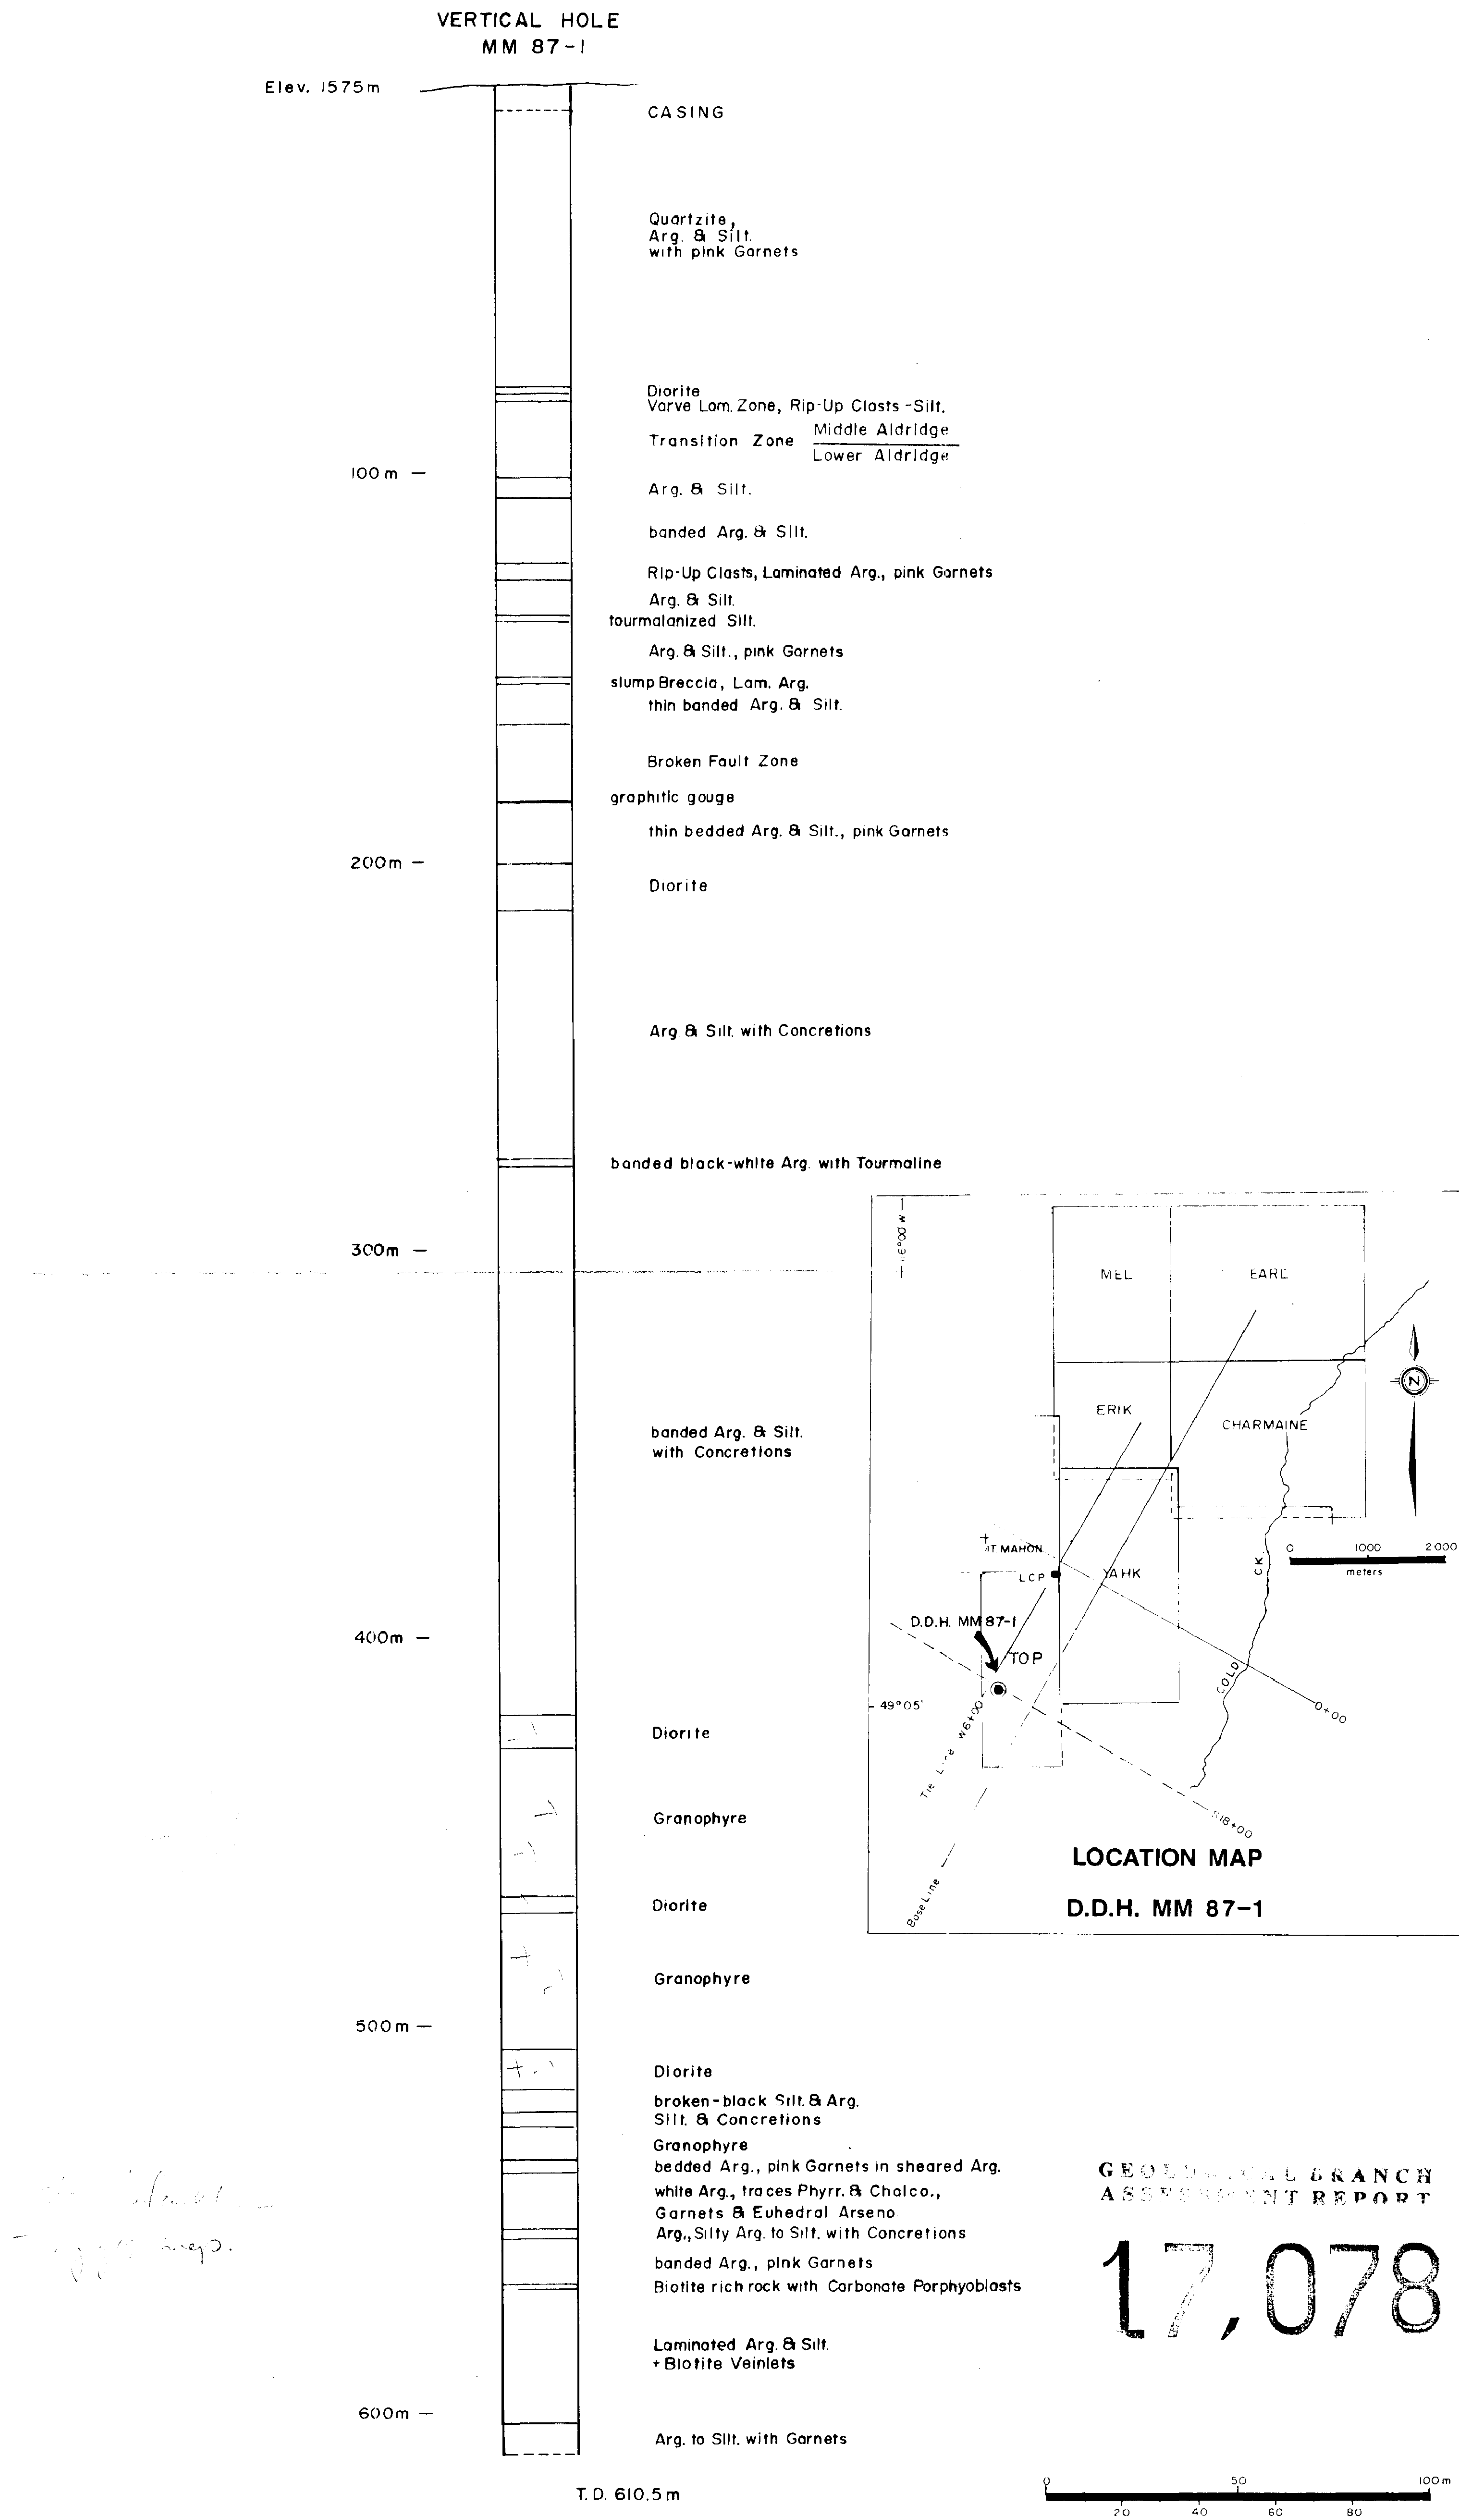 VERTICAL HOLE
MM 87-1
Elev. 1575m
CASING
Quartzite,
Arg. & Silt.
with pink Garnets
Diorite
Varve Lam. Zone, Rip-Up Clasts -Silt.
Transition Zone
Middle Aldridge
Lower Aldridge
100m
Arg. & Silt.
banded Arg. & Silt.
Rip-Up Clasts, Laminated Arg., pink Garnets
Arg. & Silt.
tourmalanized Silt.
Arg. & Silt., pink Garnets
slump Breccia, Lam. Arg.
thin banded Arg. & Silt.
Broken Fault Zone
graphitic gouge
thin bedded Arg. & Silt., pink Garnets
200m
Diorite
Arg. & Silt. with Concretions
banded black-white Arg. with Tourmaline
300m
banded Arg. & Silt.
with Concretions
400m
Diorite
Granophyre
Diorite
Granophyre
500m
Diorite
broken-black Silt. & Arg.
Silt. & Concretions
Granophyre
bedded Arg., pink Garnets in sheared Arg.
white Arg., traces Phyrr. & Chalco.,
Garnets & Euhedral Arseno.
Arg., Silty Arg. to Silt. with Concretions
banded Arg., pink Garnets
Biotite rich rock with Carbonate Porphyoblasts
Laminated Arg. & Silt.
+ Biotite Veinlets
600m
Arg. to Silt. with Garnets
T.D. 610.5m
116°00'W
MEL
EARL
ERIK
CHARMAINE
N
MT MAHON
LCP
YAHK
0 1000 2000
meters
CK.
D.D.H. MM 87-1
TOP
COLD
49°05'
0+00
Tie Line W6+00
S18+00
Base Line
LOCATION MAP
D.D.H. MM 87-1
GEOLOGICAL BRANCH
ASSESSMENT REPORT
17,078
0 50 100m
20 40 60 80